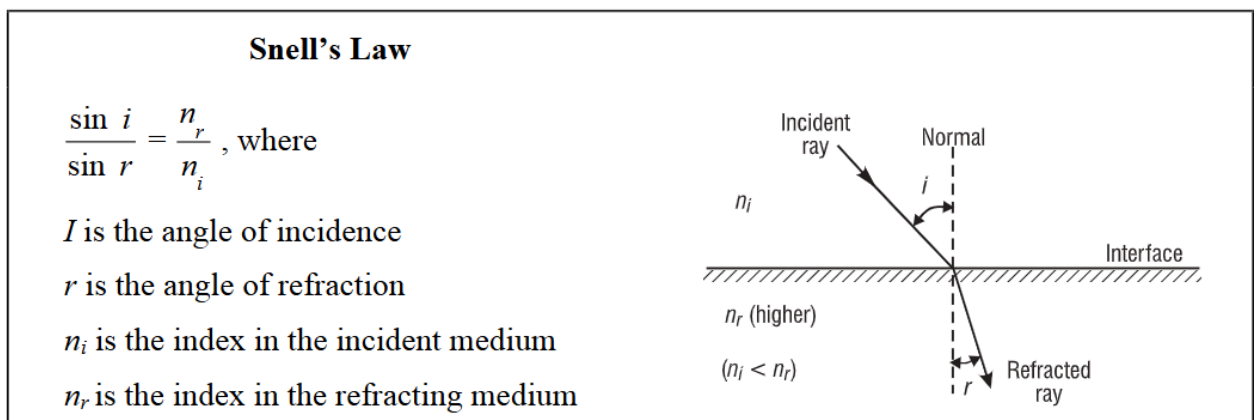 Snell’s Law
sin i / sin r = n_r / n_i , where
I is the angle of incidence
r is the angle of refraction
n_i is the index in the incident medium
n_r is the index in the refracting medium
Incident
ray
Normal
i
n_i
Interface
n_r (higher)
(n_i < n_r)
r
Refracted
ray